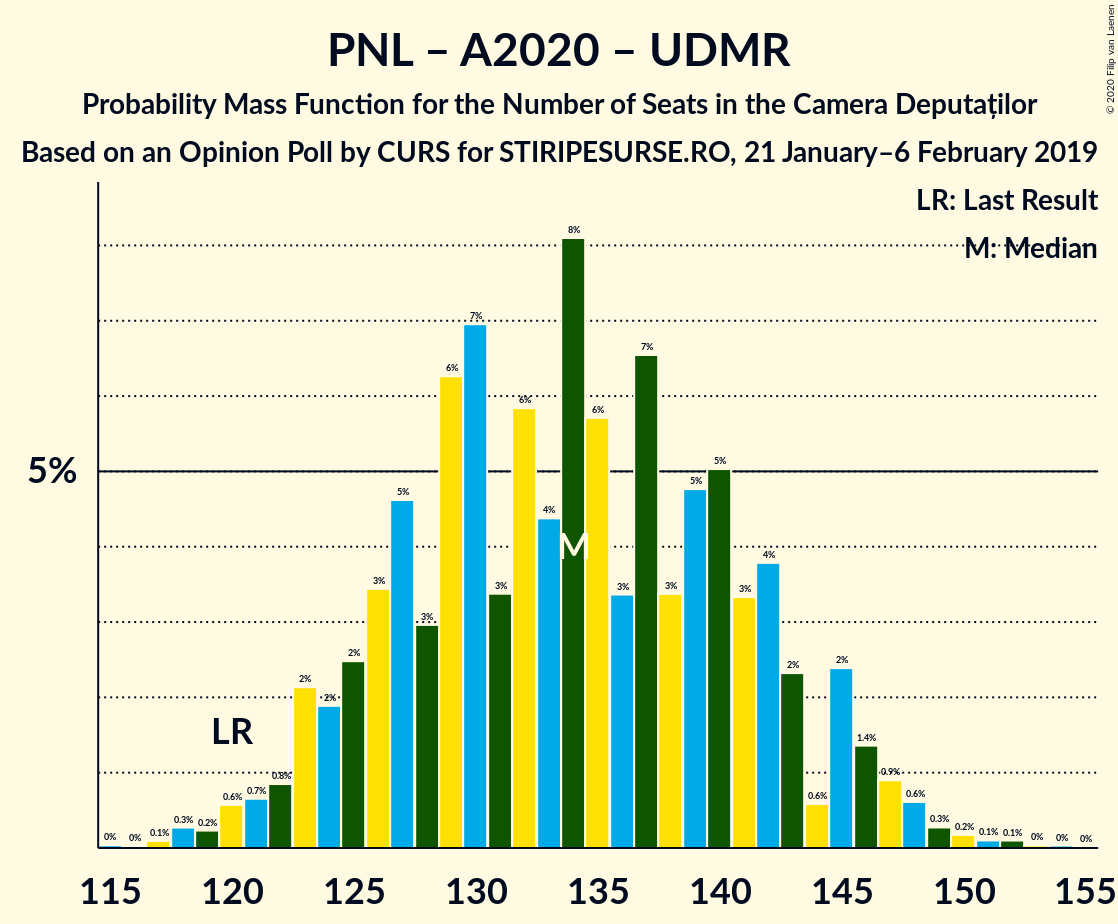 PNL – A2020 – UDMR
Probability Mass Function for the Number of Seats in the Camera Deputaților
Based on an Opinion Poll by CURS for STIRIPESURSE.RO, 21 January–6 February 2019
© 2020 Filip van Laenen
LR: Last Result
M: Median
5%
LR
M
0% 0% 0.1% 0.3% 0.2% 0.6% 0.7% 0.8% 2% 2% 2% 3% 5% 3% 6% 7% 3% 6% 4% 8% 6% 3% 7% 3% 5% 5% 3% 4% 2% 0.6% 2% 1.4% 0.9% 0.6% 0.3% 0.2% 0.1% 0.1% 0% 0% 0%
115 120 125 130 135 140 145 150 155